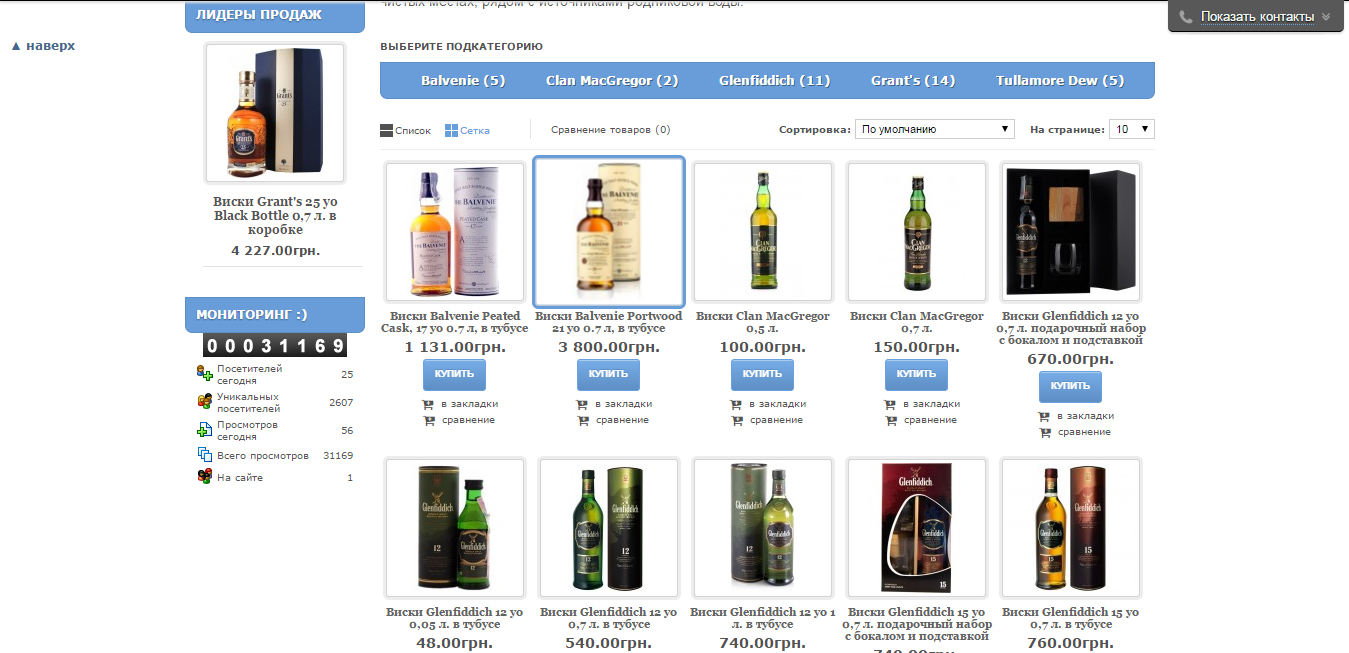 чистых местах, рядом с источниками родниковой воды.
Показать контакты
▲ наверх
ЛИДЕРЫ ПРОДАЖ
Виски Grant's 25 yo
Black Bottle 0,7 л. в
коробке
4 227.00грн.
МОНИТОРИНГ :)
00031169
Посетителей
сегодня
25
Уникальных
посетителей
2607
Просмотров
сегодня
56
Всего просмотров 31169
На сайте 1
ВЫБЕРИТЕ ПОДКАТЕГОРИЮ
Balvenie (5) Clan MacGregor (2) Glenfiddich (11) Grant's (14) Tullamore Dew (5)
Список Сетка Сравнение товаров (0) Сортировка: По умолчанию На странице: 10
Виски Balvenie Peated
Cask, 17 yo 0.7 л, в тубусе
1 131.00грн.
КУПИТЬ
в закладки
сравнение
Виски Balvenie Portwood
21 yo 0.7 л, в тубусе
3 800.00грн.
КУПИТЬ
в закладки
сравнение
Виски Clan MacGregor
0,5 л.
100.00грн.
КУПИТЬ
в закладки
сравнение
Виски Clan MacGregor
0,7 л.
150.00грн.
КУПИТЬ
в закладки
сравнение
Виски Glenfiddich 12 yo
0,7 л. подарочный набор
с бокалом и подставкой
670.00грн.
КУПИТЬ
в закладки
сравнение
Виски Glenfiddich 12 yo
0,05 л. в тубусе
48.00грн.
Виски Glenfiddich 12 yo
0,7 л. в тубусе
540.00грн.
Виски Glenfiddich 12 yo 1
л. в тубусе
740.00грн.
Виски Glenfiddich 15 yo
0,7 л. подарочный набор
с бокалом и подставкой
740.00грн.
Виски Glenfiddich 15 yo
0,7 л. в тубусе
760.00грн.